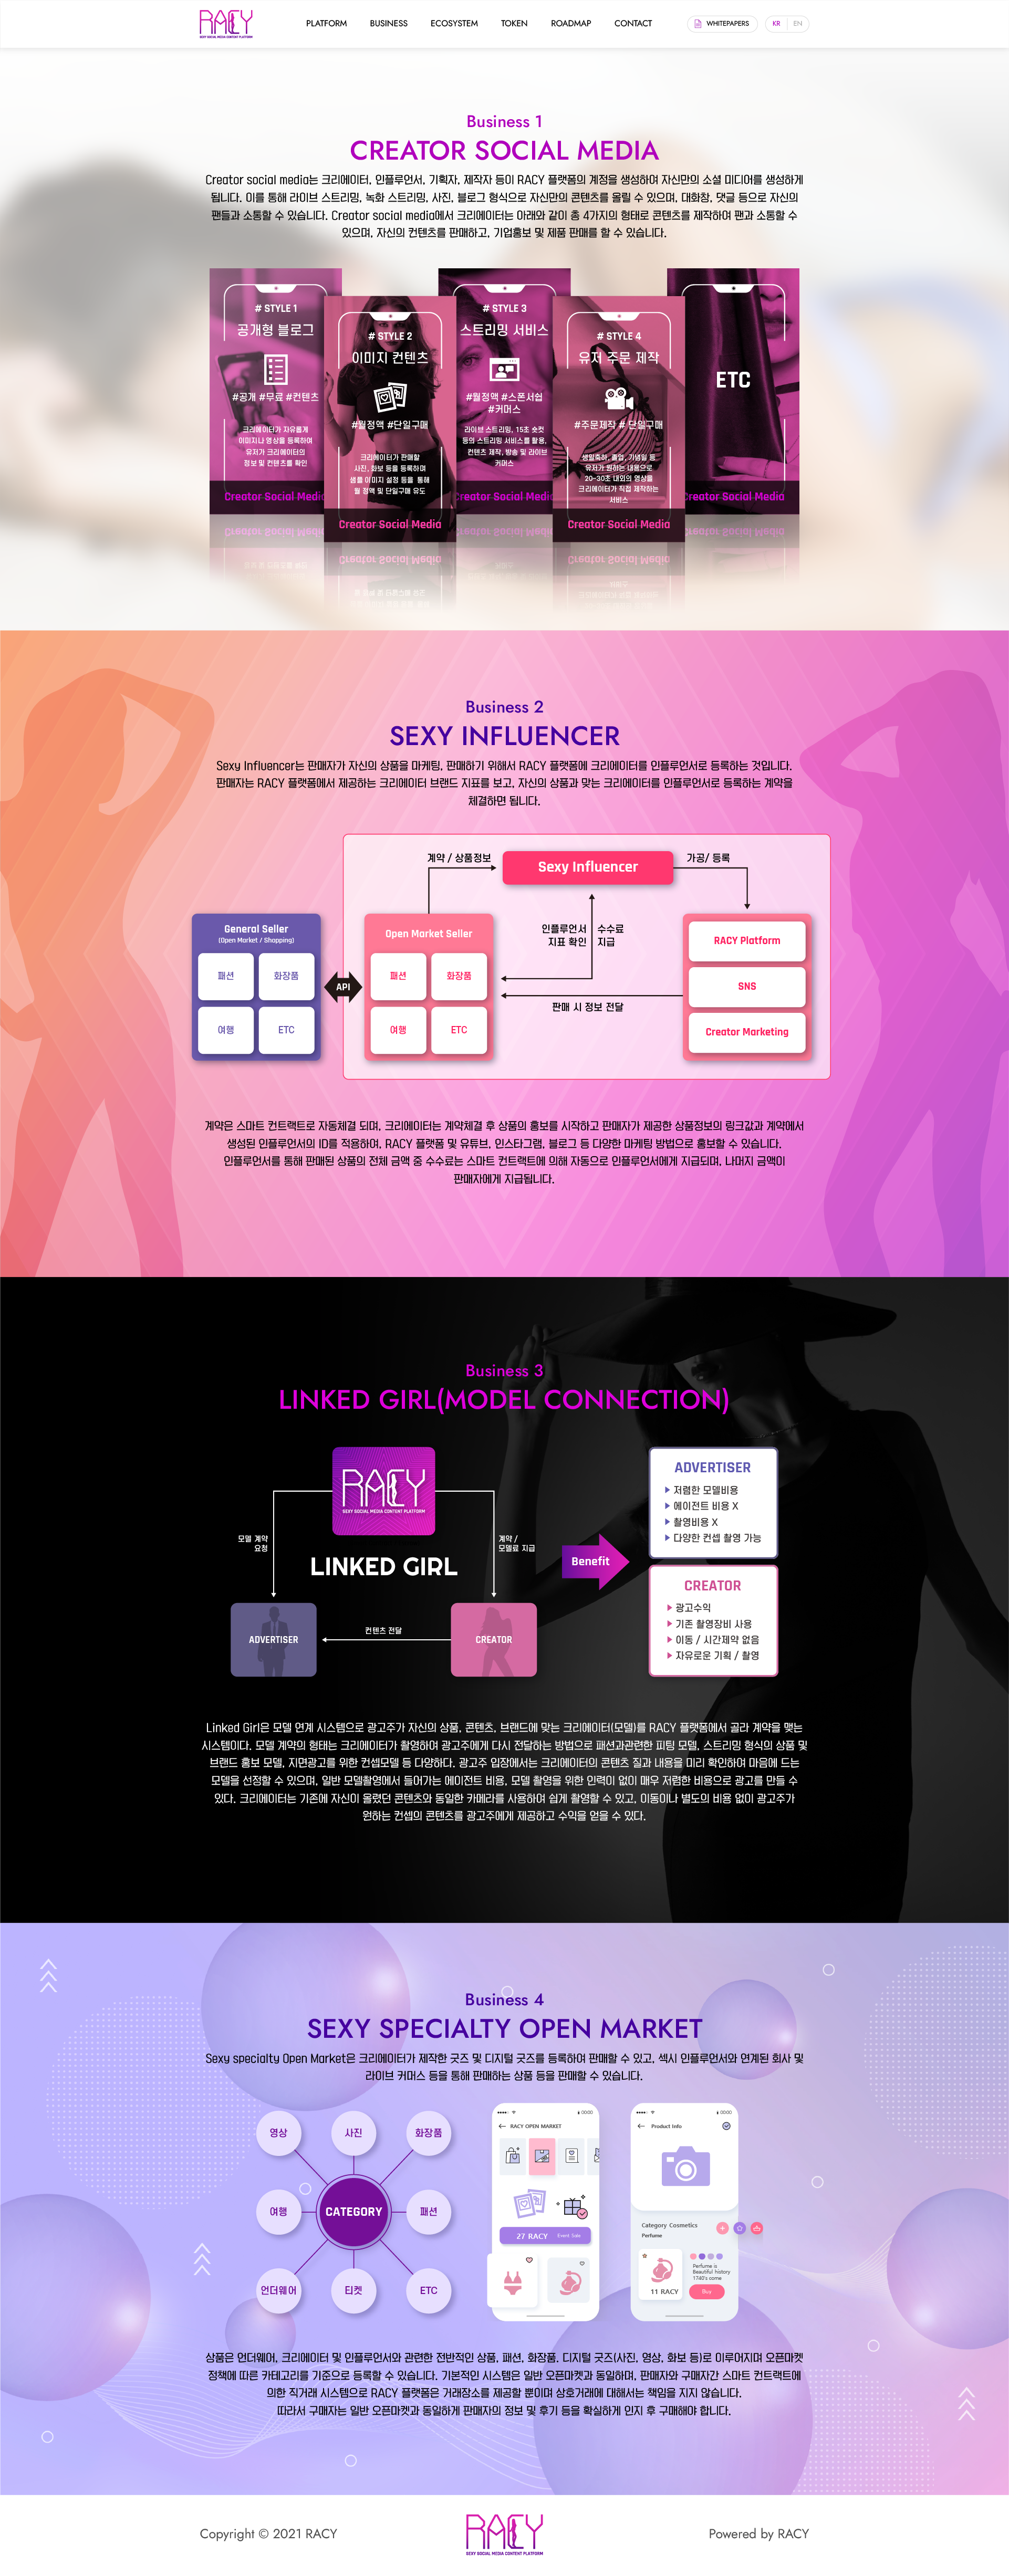 RACY
SEXY SOCIAL MEDIA CONTENT PLATFORM
PLATFORM
BUSINESS
ECOSYSTEM
TOKEN
ROADMAP
CONTACT
WHITEPAPERS
KR
EN
Business 1
CREATOR SOCIAL MEDIA
Creator social media는 크리에이터, 인플루언서, 기획자, 제작자 등이 RACY 플랫폼의 계정을 생성하여 자신만의 소셜 미디어를 생성하게
됩니다. 이를 통해 라이브 스트리밍, 녹화 스트리밍, 사진, 블로그 형식으로 자신만의 콘텐츠를 올릴 수 있으며, 대화창, 댓글 등으로 자신의
팬들과 소통할 수 있습니다. Creator social media에서 크리에이터는 아래와 같이 총 4가지의 형태로 콘텐츠를 제작하여 팬과 소통할 수
있으며, 자신의 컨텐츠를 판매하고, 기업홍보 및 제품 판매를 할 수 있습니다.
# STYLE 1
공개형 블로그
#공개 #무료 #컨텐츠
크리에이터가 자유롭게
이미지나 영상을 등록하여
유저가 크리에이터의
정보 및 컨텐츠를 확인
Creator Social Media
# STYLE 2
이미지 컨텐츠
#월정액 #단일구매
크리에이터가 판매할
사진, 화보 등을 등록하여
샘플 이미지 설정 등을 통해
월 정액 및 단일구매 유도
Creator Social Media
# STYLE 3
스트리밍 서비스
#월정액 #스폰서쉽
#커머스
라이브 스트리밍, 15초 숏컷
등의 스트리밍 서비스를 활용,
컨텐츠 제작, 방송 및 라이브
커머스
Creator Social Media
# STYLE 4
유저 주문 제작
#주문제작 # 단일구매
생일축하, 졸업, 기념일 등
유저가 원하는 내용으로
20~30초 내외의 영상을
크리에이터가 직접 제작하는
서비스
Creator Social Media
ETC
Creator Social Media
Business 2
SEXY INFLUENCER
Sexy Influencer는 판매자가 자신의 상품을 마케팅, 판매하기 위해서 RACY 플랫폼에 크리에이터를 인플루언서로 등록하는 것입니다.
판매자는 RACY 플랫폼에서 제공하는 크리에이터 브랜드 지표를 보고, 자신의 상품과 맞는 크리에이터를 인플루언서로 등록하는 계약을
체결하면 됩니다.
계약 / 상품정보
Sexy Influencer
가공/ 등록
General Seller
(Open Market / Shopping)
패션
화장품
여행
ETC
API
Open Market Seller
패션
화장품
여행
ETC
인플루언서
지표 확인
수수료
지급
판매 시 정보 전달
RACY Platform
SNS
Creator Marketing
계약은 스마트 컨트랙트로 자동체결 되며, 크리에이터는 계약체결 후 상품의 홍보를 시작하고 판매자가 제공한 상품정보의 링크값과 계약에서
생성된 인플루언서의 ID를 적용하여, RACY 플랫폼 및 유튜브, 인스타그램, 블로그 등 다양한 마케팅 방법으로 홍보할 수 있습니다.
인플루언서를 통해 판매된 상품의 전체 금액 중 수수료는 스마트 컨트랙트에 의해 자동으로 인플루언서에게 지급되며, 나머지 금액이
판매자에게 지급됩니다.
Business 3
LINKED GIRL(MODEL CONNECTION)
RACY
SEXY SOCIAL MEDIA CONTENT PLATFORM
모델 계약
요청
계약 /
모델료 지급
LINKED GIRL
ADVERTISER
컨텐츠 전달
CREATOR
Benefit
ADVERTISER
저렴한 모델비용
에이전트 비용 X
촬영비용 X
다양한 컨셉 촬영 가능
CREATOR
광고수익
기존 촬영장비 사용
이동 / 시간제약 없음
자유로운 기획 / 촬영
Linked Girl은 모델 연계 시스템으로 광고주가 자신의 상품, 콘텐츠, 브랜드에 맞는 크리에이터(모델)를 RACY 플랫폼에서 골라 계약을 맺는
시스템이다. 모델 계약의 형태는 크리에이터가 촬영하여 광고주에게 다시 전달하는 방법으로 패션과관련한 피팅 모델, 스트리밍 형식의 상품 및
브랜드 홍보 모델, 지면광고를 위한 컨셉모델 등 다양하다. 광고주 입장에서는 크리에이터의 콘텐츠 질과 내용을 미리 확인하여 마음에 드는
모델을 선정할 수 있으며, 일반 모델촬영에서 들어가는 에이전트 비용, 모델 촬영을 위한 인력이 없이 매우 저렴한 비용으로 광고를 만들 수
있다. 크리에이터는 기존에 자신이 올렸던 콘텐츠와 동일한 카메라를 사용하여 쉽게 촬영할 수 있고, 이동이나 별도의 비용 없이 광고주가
원하는 컨셉의 콘텐츠를 광고주에게 제공하고 수익을 얻을 수 있다.
Business 4
SEXY SPECIALTY OPEN MARKET
Sexy specialty Open Market은 크리에이터가 제작한 굿즈 및 디지털 굿즈를 등록하여 판매할 수 있고, 섹시 인플루언서와 연계된 회사 및
라이브 커머스 등을 통해 판매하는 상품 등을 판매할 수 있습니다.
영상
사진
화장품
여행
CATEGORY
패션
언더웨어
티켓
ETC
0000
RACY OPEN MARKET
27 RACY
Event Sale
0000
Product Info
Category Cosmetics
Perfume
11 RACY
Perfume is
Beautiful history
1740's come
Buy
상품은 언더웨어, 크리에이터 및 인플루언서와 관련한 전반적인 상품, 패션, 화장품, 디지털 굿즈(사진, 영상, 화보 등)로 이루어지며 오픈마켓
정책에 따른 카테고리를 기준으로 등록할 수 있습니다. 기본적인 시스템은 일반 오픈마켓과 동일하며, 판매자와 구매자간 스마트 컨트랙트에
의한 직거래 시스템으로 RACY 플랫폼은 거래장소를 제공할 뿐이며 상호거래에 대해서는 책임을 지지 않습니다.
따라서 구매자는 일반 오픈마켓과 동일하게 판매자의 정보 및 후기 등을 확실하게 인지 후 구매해야 합니다.
Copyright © 2021 RACY
RACY
SEXY SOCIAL MEDIA CONTENT PLATFORM
Powered by RACY